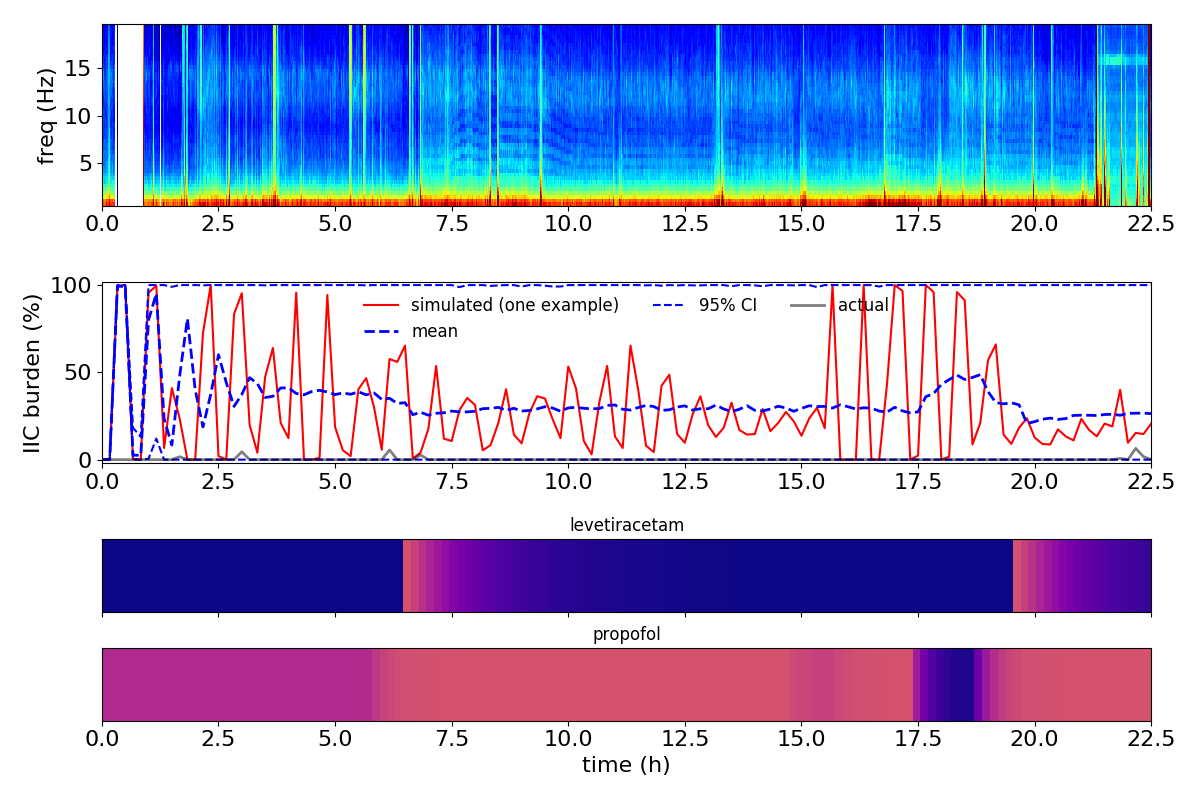 freq (Hz)
15
10
5
0.0 2.5 5.0 7.5 10.0 12.5 15.0 17.5 20.0 22.5
IIC burden (%)
100
50
0
simulated (one example) 95% CI actual
mean
0.0 2.5 5.0 7.5 10.0 12.5 15.0 17.5 20.0 22.5
levetiracetam
propofol
0.0 2.5 5.0 7.5 10.0 12.5 15.0 17.5 20.0 22.5
time (h)